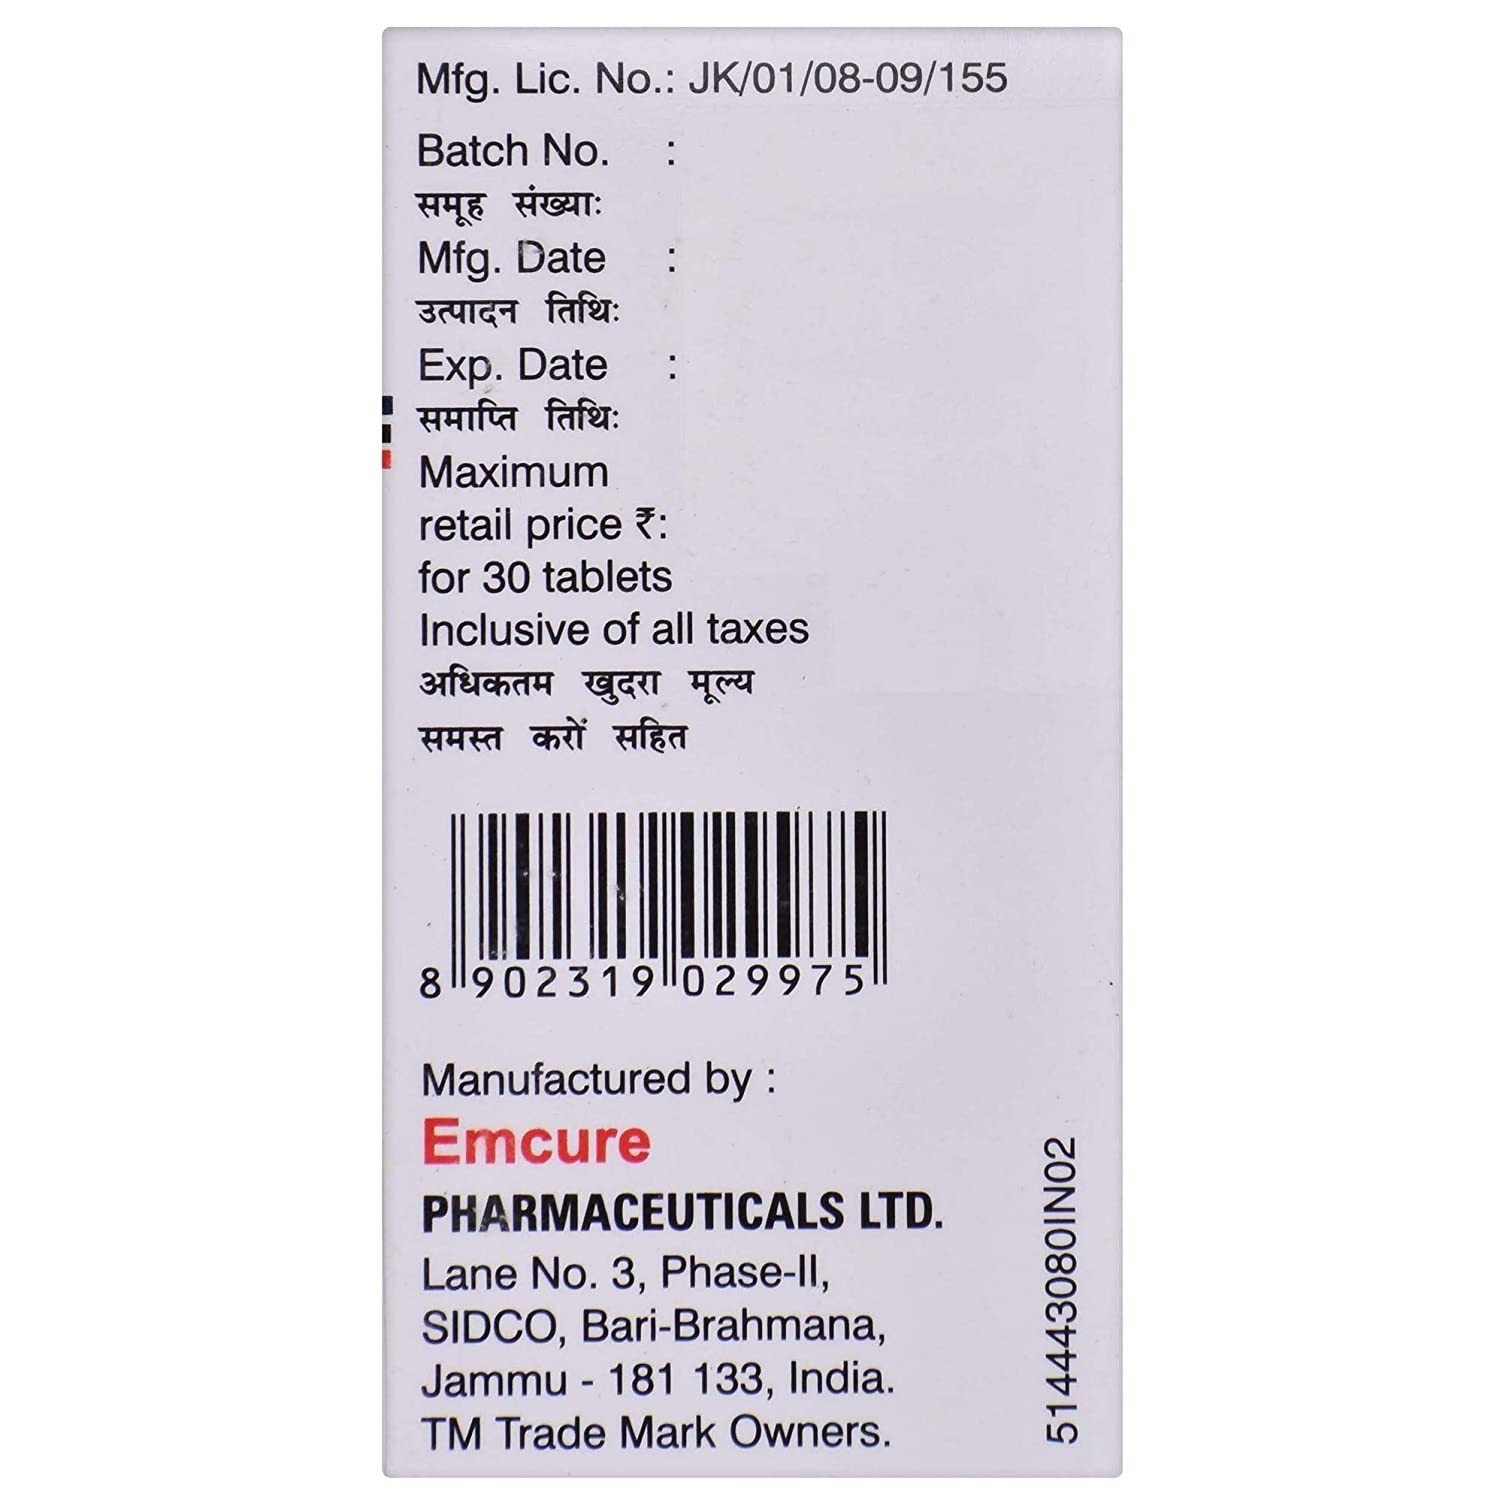 Mfg. Lic. No.: JK/01/08-09/155
Batch No. :
समूह संख्याः
Mfg. Date :
उत्पादन तिथिः
Exp. Date :
समाप्ति तिथिः
Maximum
retail price ₹:
for 30 tablets
Inclusive of all taxes
अधिकतम खुदरा मूल्य
समस्त करों सहित
8 902319 029975
Manufactured by :
Emcure
PHARMACEUTICALS LTD.
Lane No. 3, Phase-II,
SIDCO, Bari-Brahmana,
Jammu - 181 133, India.
TM Trade Mark Owners.
514443080IN02